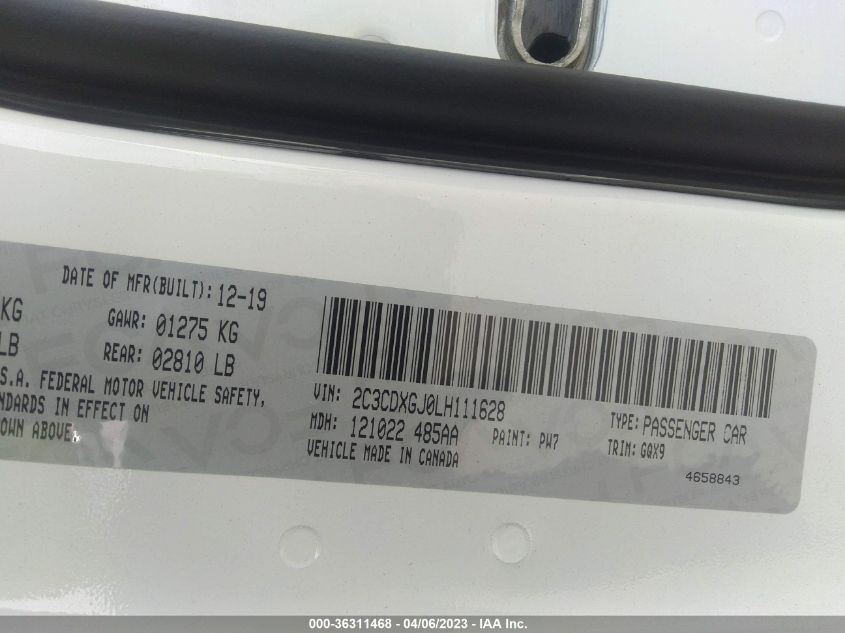 DATE OF MFR(BUILT): 12-19
KG GAWR: 01275 KG
LB REAR: 02810 LB
S.A. FEDERAL MOTOR VEHICLE SAFETY,
NDARDS IN EFFECT ON
OWN ABOVE.
VIN: 2C3CDXGJ0LH111628
MDH: 121022 485AA PAINT: PW7
VEHICLE MADE IN CANADA
TYPE: PASSENGER CAR
TRIM: GQX9
4658843
000-36311468 - 04/06/2023 - IAA Inc.